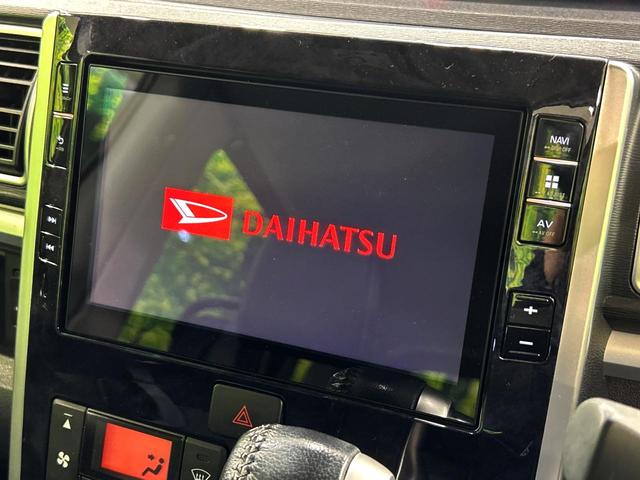 DAIHATSU
NAVI
AV
+
-